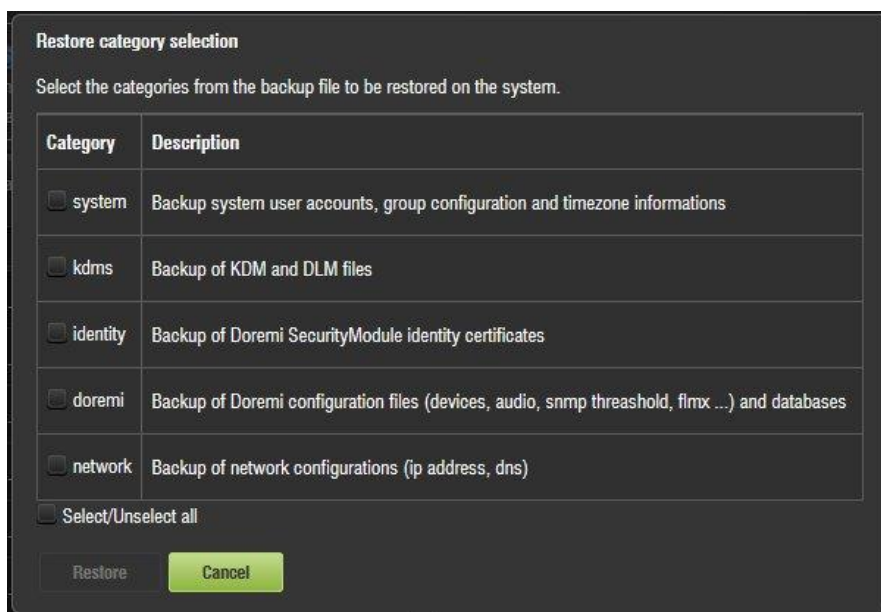 Restore category selection
Select the categories from the backup file to be restored on the system.
Category Description
system Backup system user accounts, group configuration and timezone informations
kdms Backup of KDM and DLM files
identity Backup of Doremi SecurityModule identity certificates
doremi Backup of Doremi configuration files (devices, audio, snmp threashold, flmx ...) and databases
network Backup of network configurations (ip address, dns)
Select/Unselect all
Restore Cancel